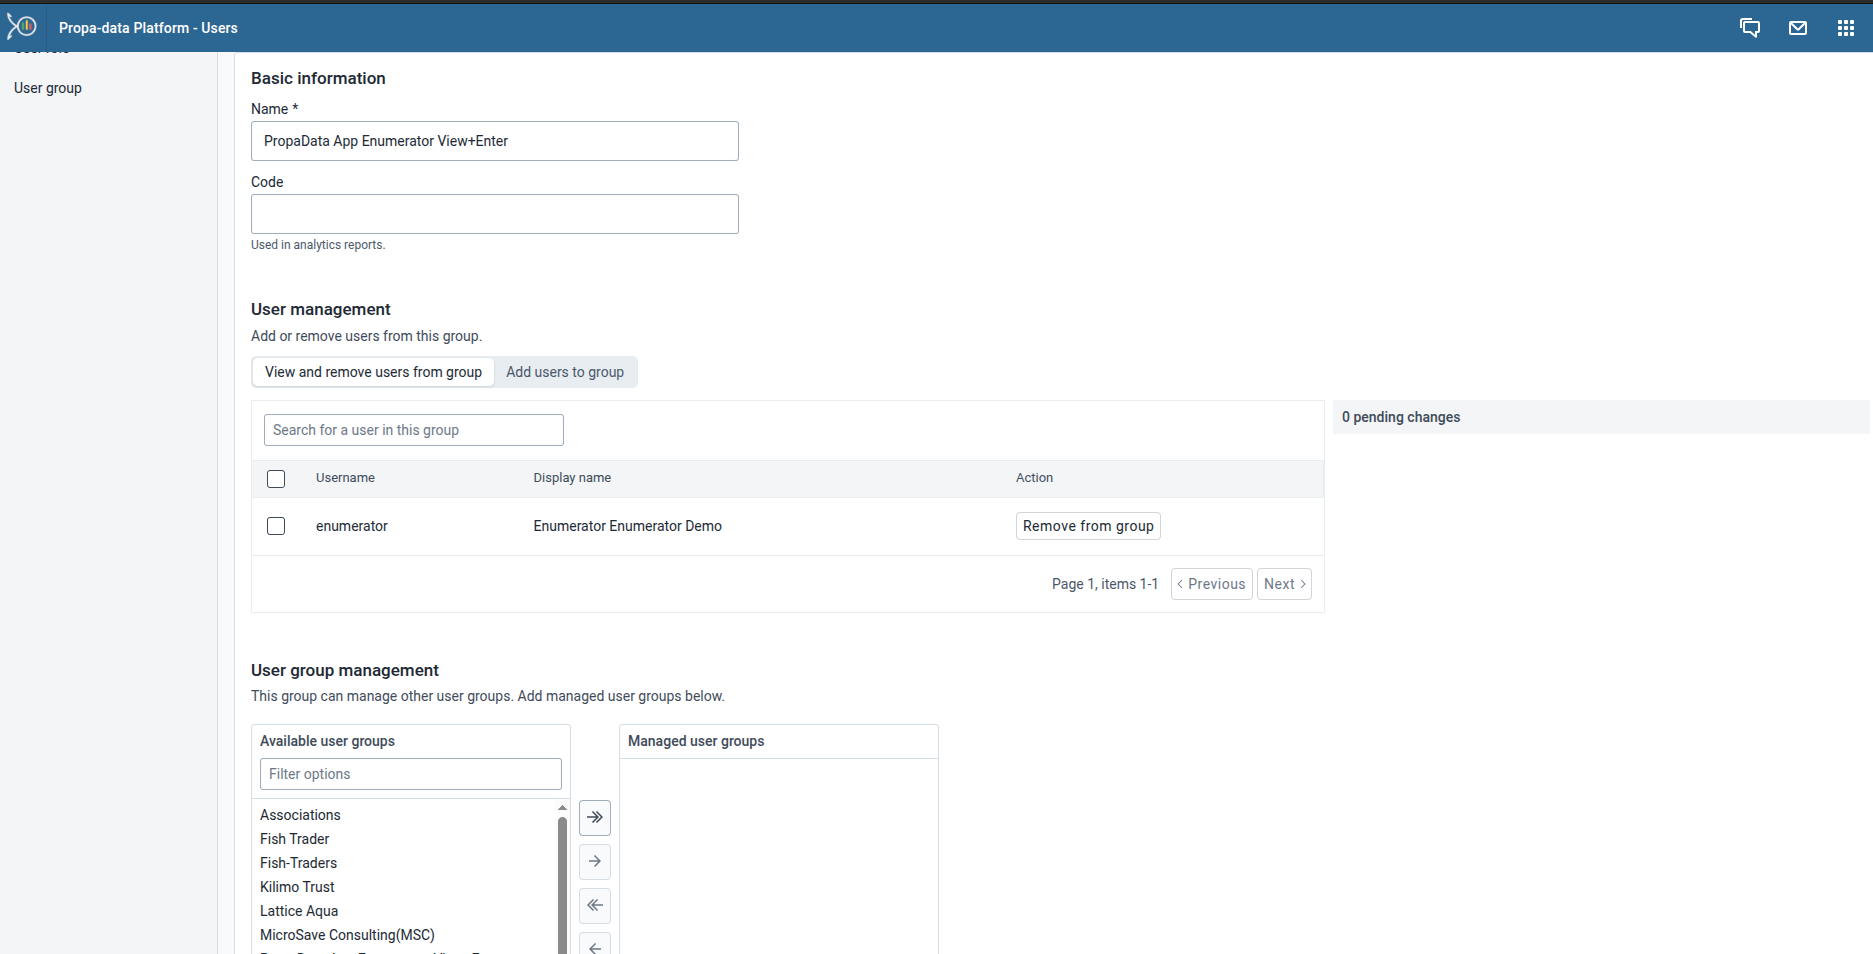 Propa-data Platform - Users
User group
Basic information
Name *
PropaData App Enumerator View+Enter
Code
Used in analytics reports.
User management
Add or remove users from this group.
View and remove users from group
Add users to group
Search for a user in this group
0 pending changes
Username Display name Action
enumerator Enumerator Enumerator Demo Remove from group
Page 1, items 1-1 Previous Next
User group management
This group can manage other user groups. Add managed user groups below.
Available user groups
Filter options
Associations
Fish Trader
Fish-Traders
Kilimo Trust
Lattice Aqua
MicroSave Consulting(MSC)
Managed user groups